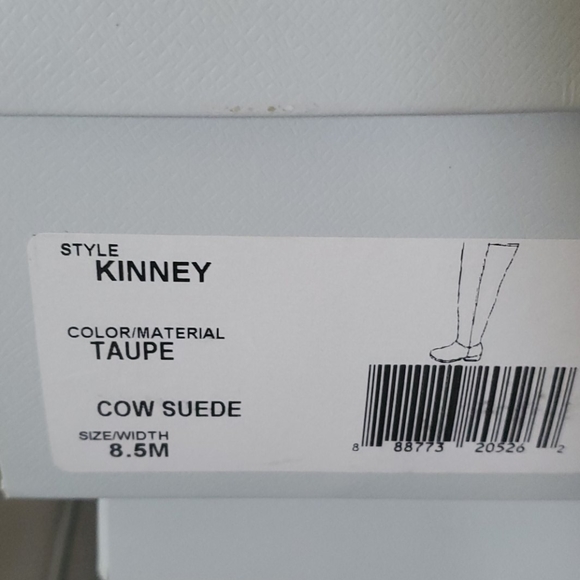 STYLE
KINNEY
COLOR/MATERIAL
TAUPE
COW SUEDE
SIZE/WIDTH
8.5M
8 88773 20526 2